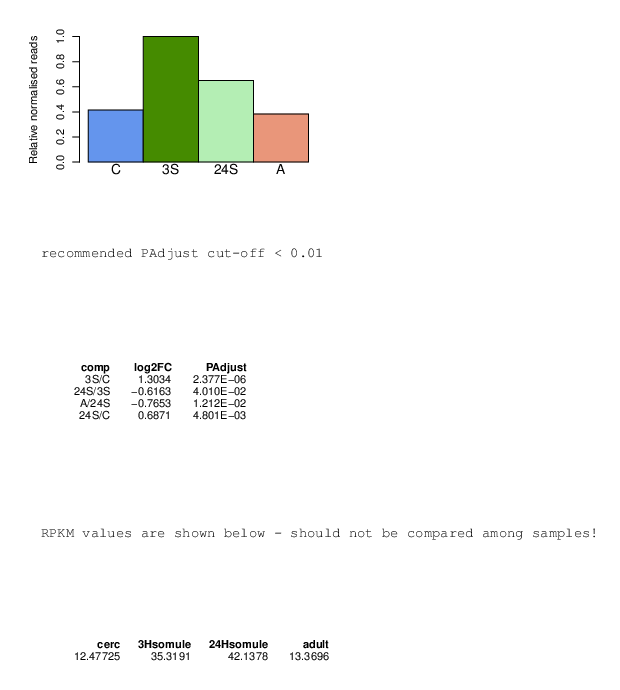 Relative normalised reads
1.0
0.8
0.6
0.4
0.2
0.0
C 3S 24S A
recommended PAdjust cut-off < 0.01
comp log2FC PAdjust
3S/C 1.3034 2.377E−06
24S/3S −0.6163 4.010E−02
A/24S −0.7653 1.212E−02
24S/C 0.6871 4.801E−03
RPKM values are shown below - should not be compared among samples!
cerc 3Hsomule 24Hsomule adult
12.47725 35.3191 42.1378 13.3696